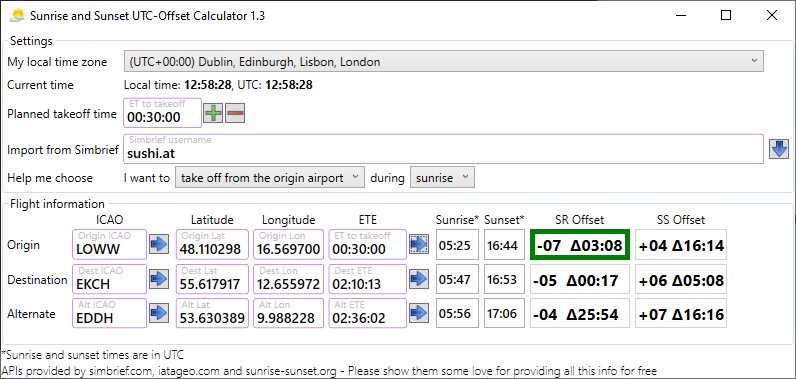 Sunrise and Sunset UTC-Offset Calculator 1.3
Settings
My local time zone (UTC+00:00) Dublin, Edinburgh, Lisbon, London
Current time Local time: 12:58:28, UTC: 12:58:28
ET to takeoff
Planned takeoff time 00:30:00
Simbrief username
Import from Simbrief sushi.at
Help me choose I want to take off from the origin airport during sunrise
Flight information
ICAO Latitude Longitude ETE Sunrise* Sunset* SR Offset SS Offset
Origin ICAO Origin Lat Origin Lon ET to takeoff
Origin LOWW 48.110298 16.569700 00:30:00 05:25 16:44 -07 Δ03:08 +04 Δ16:14
Dest ICAO Dest Lat Dest Lon Dest ETE
Destination EKCH 55.617917 12.655972 02:10:13 05:47 16:53 -05 Δ00:17 +06 Δ05:08
Alt ICAO Alt Lat Alt Lon Alt ETE
Alternate EDDH 53.630389 9.988228 02:36:02 05:56 17:06 -04 Δ25:54 +07 Δ16:16
*Sunrise and sunset times are in UTC
APIs provided by simbrief.com, iatageo.com and sunrise-sunset.org - Please show them some love for providing all this info for free